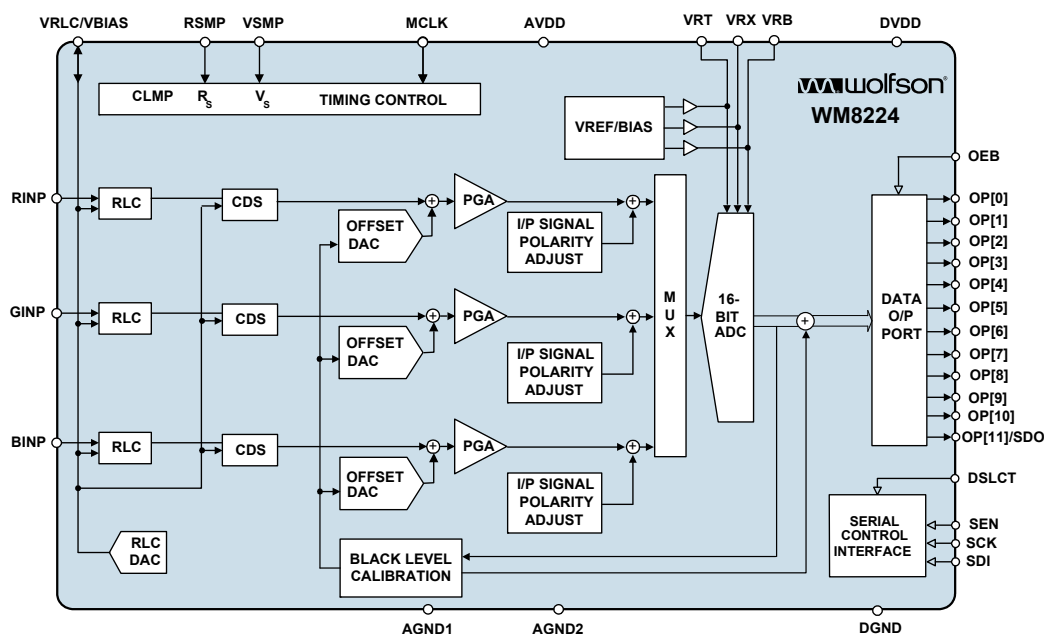 VRLC/VBIAS RSMP VSMP MCLK AVDD VRT VRX VRB DVDD
CLMP RS VS TIMING CONTROL
wolfson®
WM8224
VREF/BIAS
OEB
RINP
RLC
CDS
OFFSET
DAC
PGA
I/P SIGNAL
POLARITY
ADJUST
GINP
RLC
CDS
OFFSET
DAC
PGA
I/P SIGNAL
POLARITY
ADJUST
BINP
RLC
CDS
OFFSET
DAC
PGA
I/P SIGNAL
POLARITY
ADJUST
M
U
X
16-
BIT
ADC
DATA
O/P
PORT
OP[0]
OP[1]
OP[2]
OP[3]
OP[4]
OP[5]
OP[6]
OP[7]
OP[8]
OP[9]
OP[10]
OP[11]/SDO
DSLCT
SERIAL
CONTROL
INTERFACE
SEN
SCK
SDI
RLC
DAC
BLACK LEVEL
CALIBRATION
AGND1 AGND2 DGND